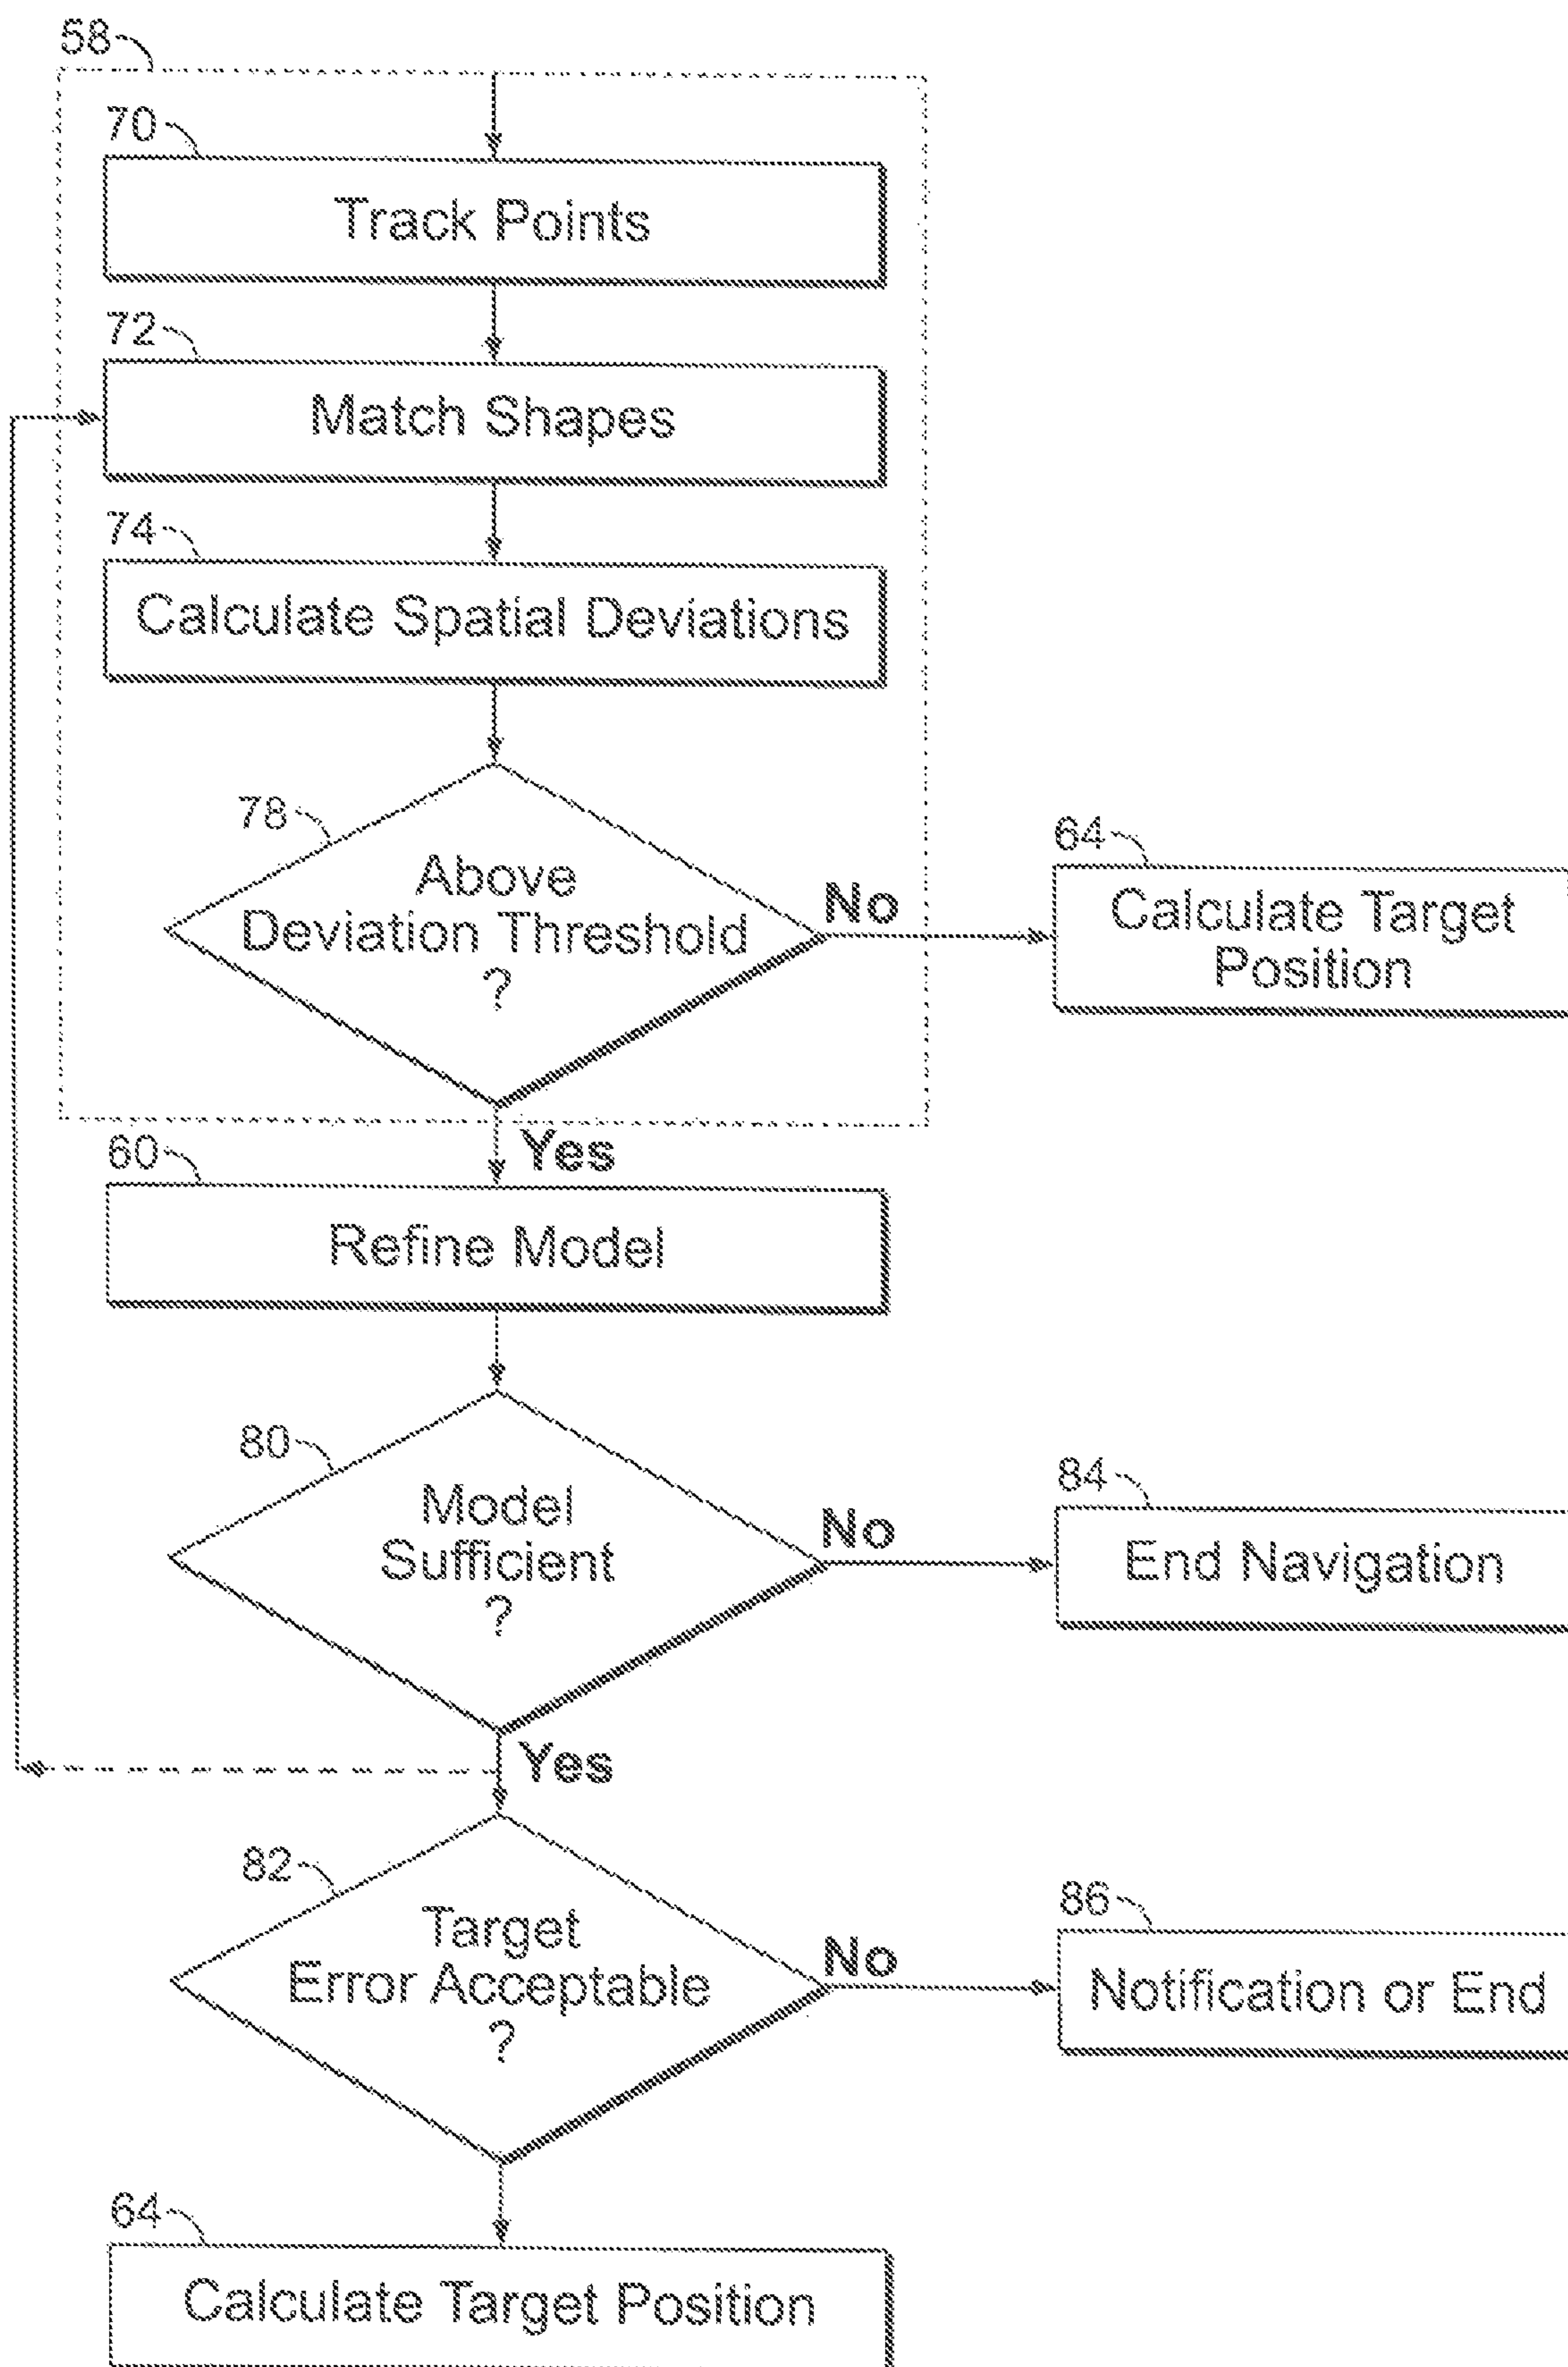 58
70
Track Points
72
Match Shapes
74
Calculate Spatial Deviations
78
Above
Deviation Threshold
?
No
64
Calculate Target
Position
Yes
60
Refine Model
80
Model
Sufficient
?
No
84
End Navigation
Yes
82
Target
Error Acceptable
?
No
86
Notification or End
64
Calculate Target Position